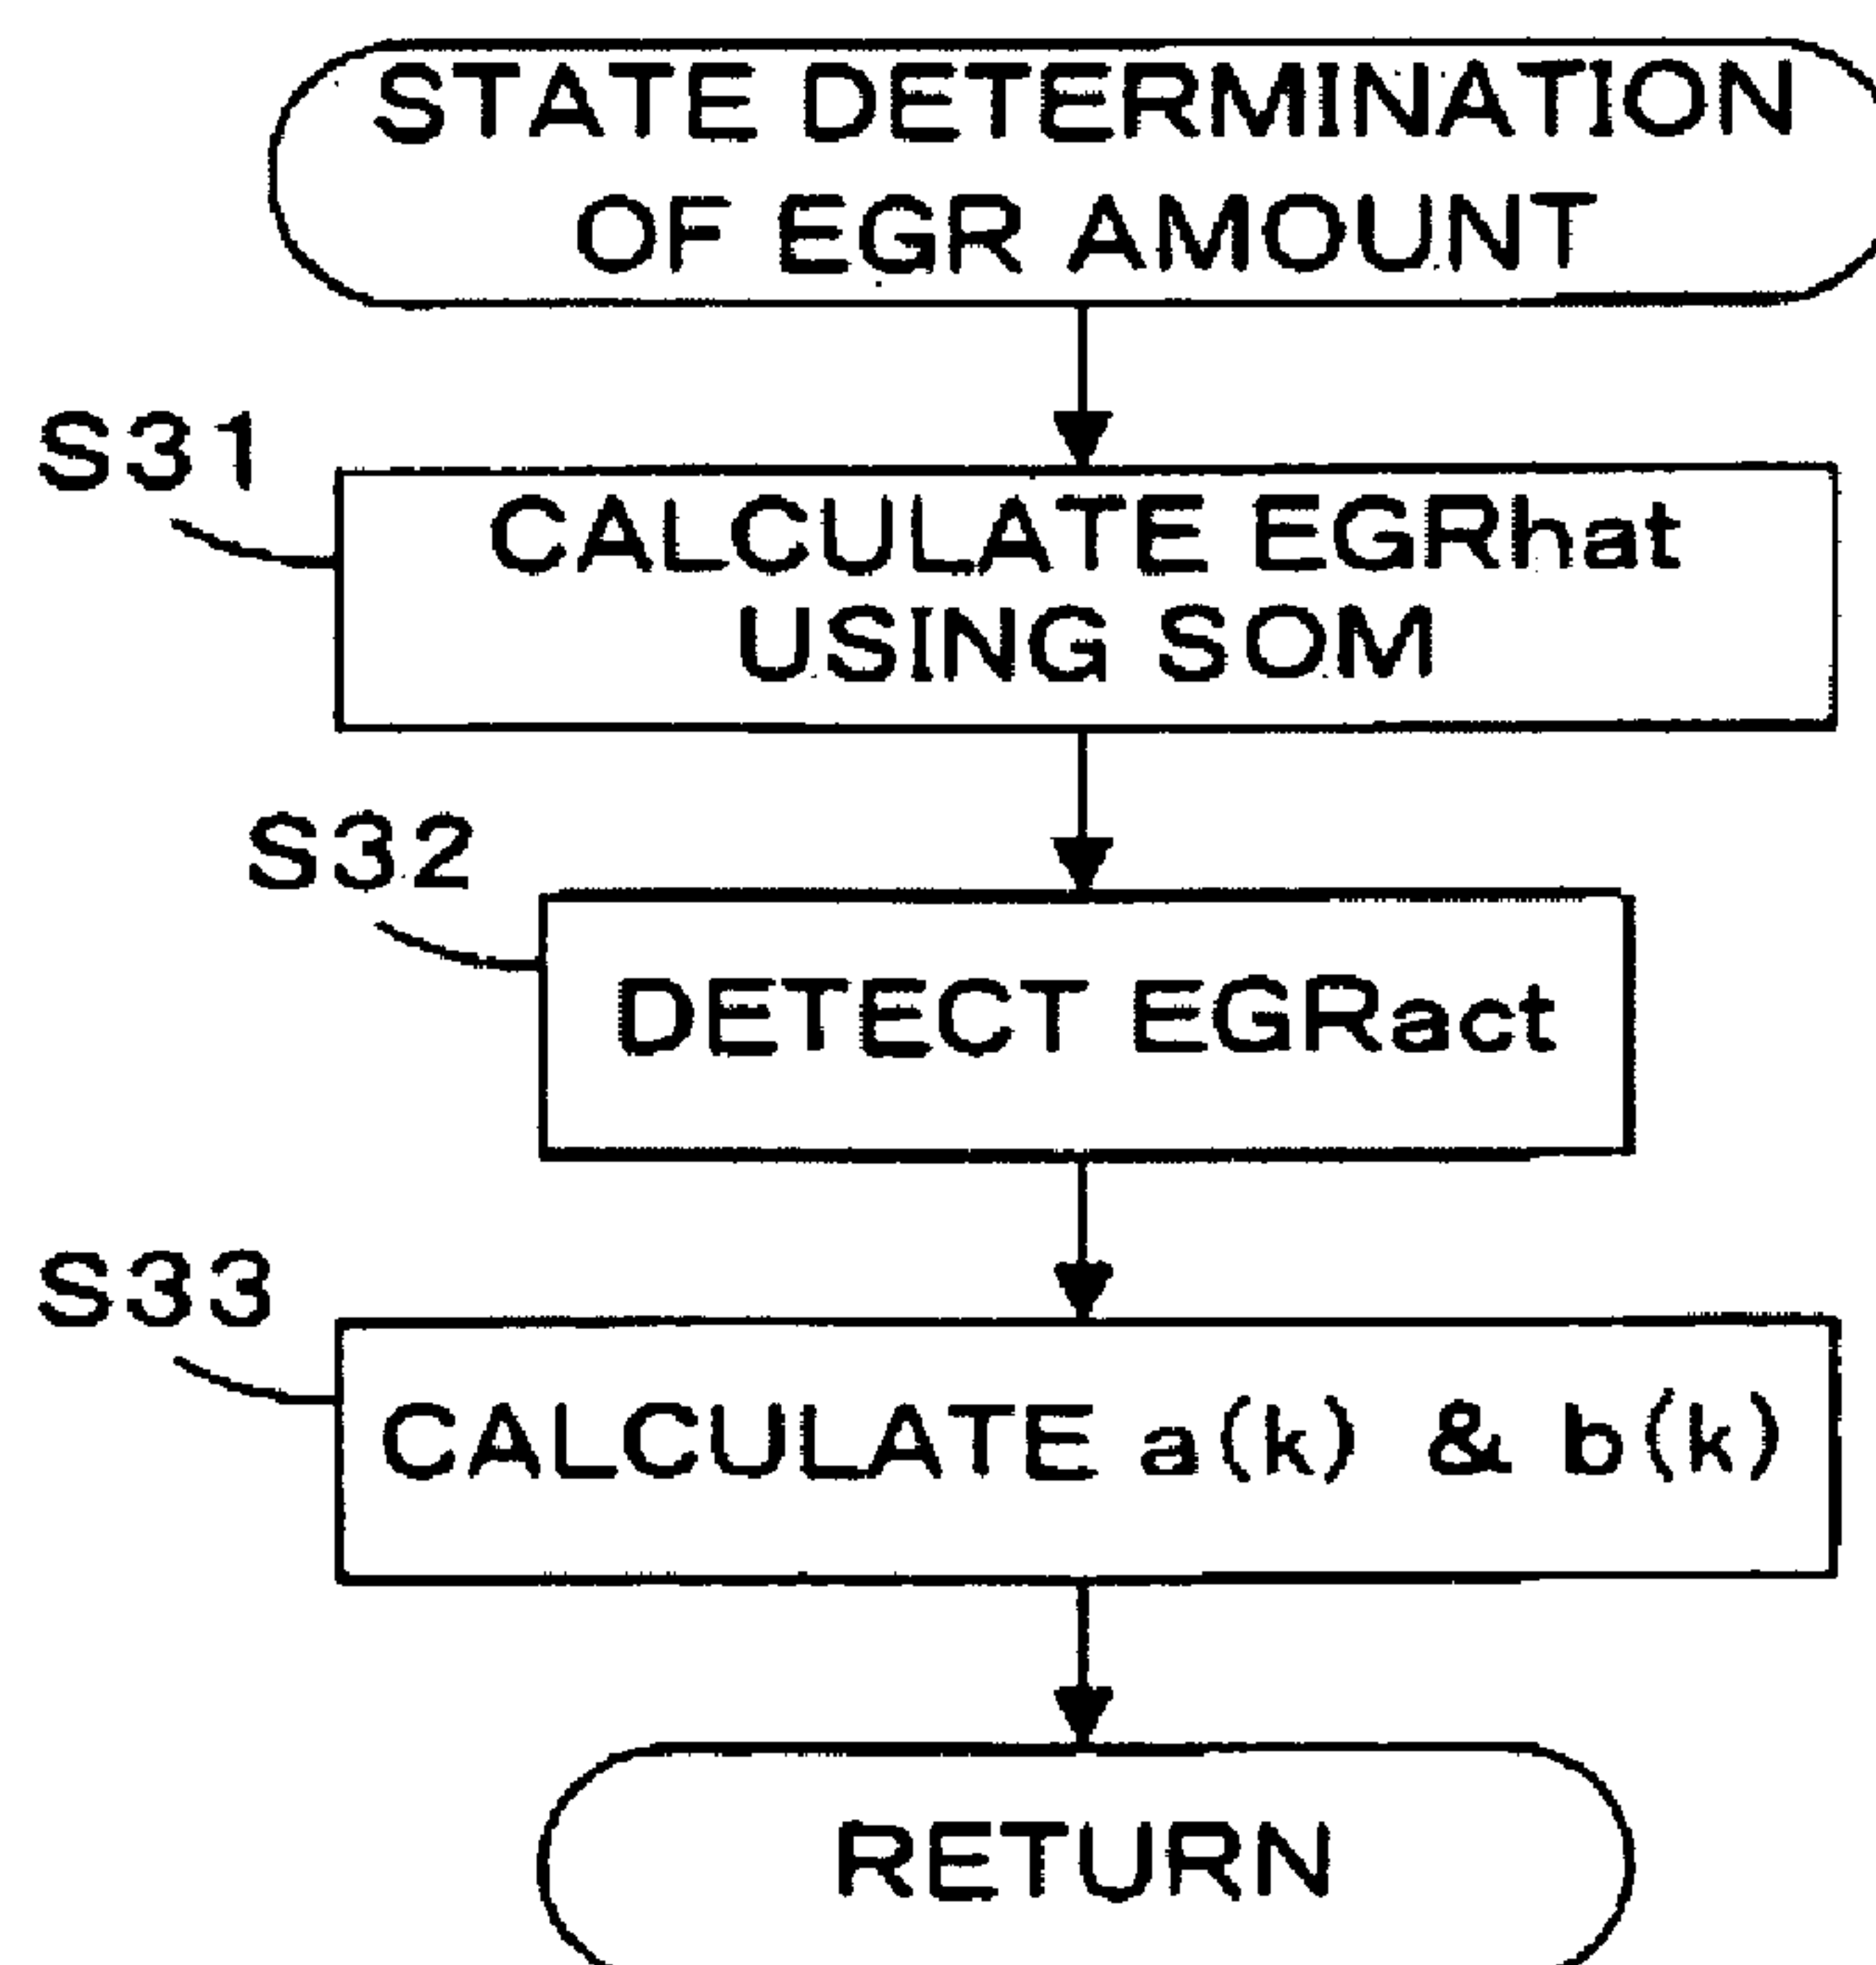 STATE DETERMINATION
OF EGR AMOUNT
S31
CALCULATE EGRhat
USING SOM
S32
DETECT EGRact
S33
CALCULATE a(k) & b(k)
RETURN